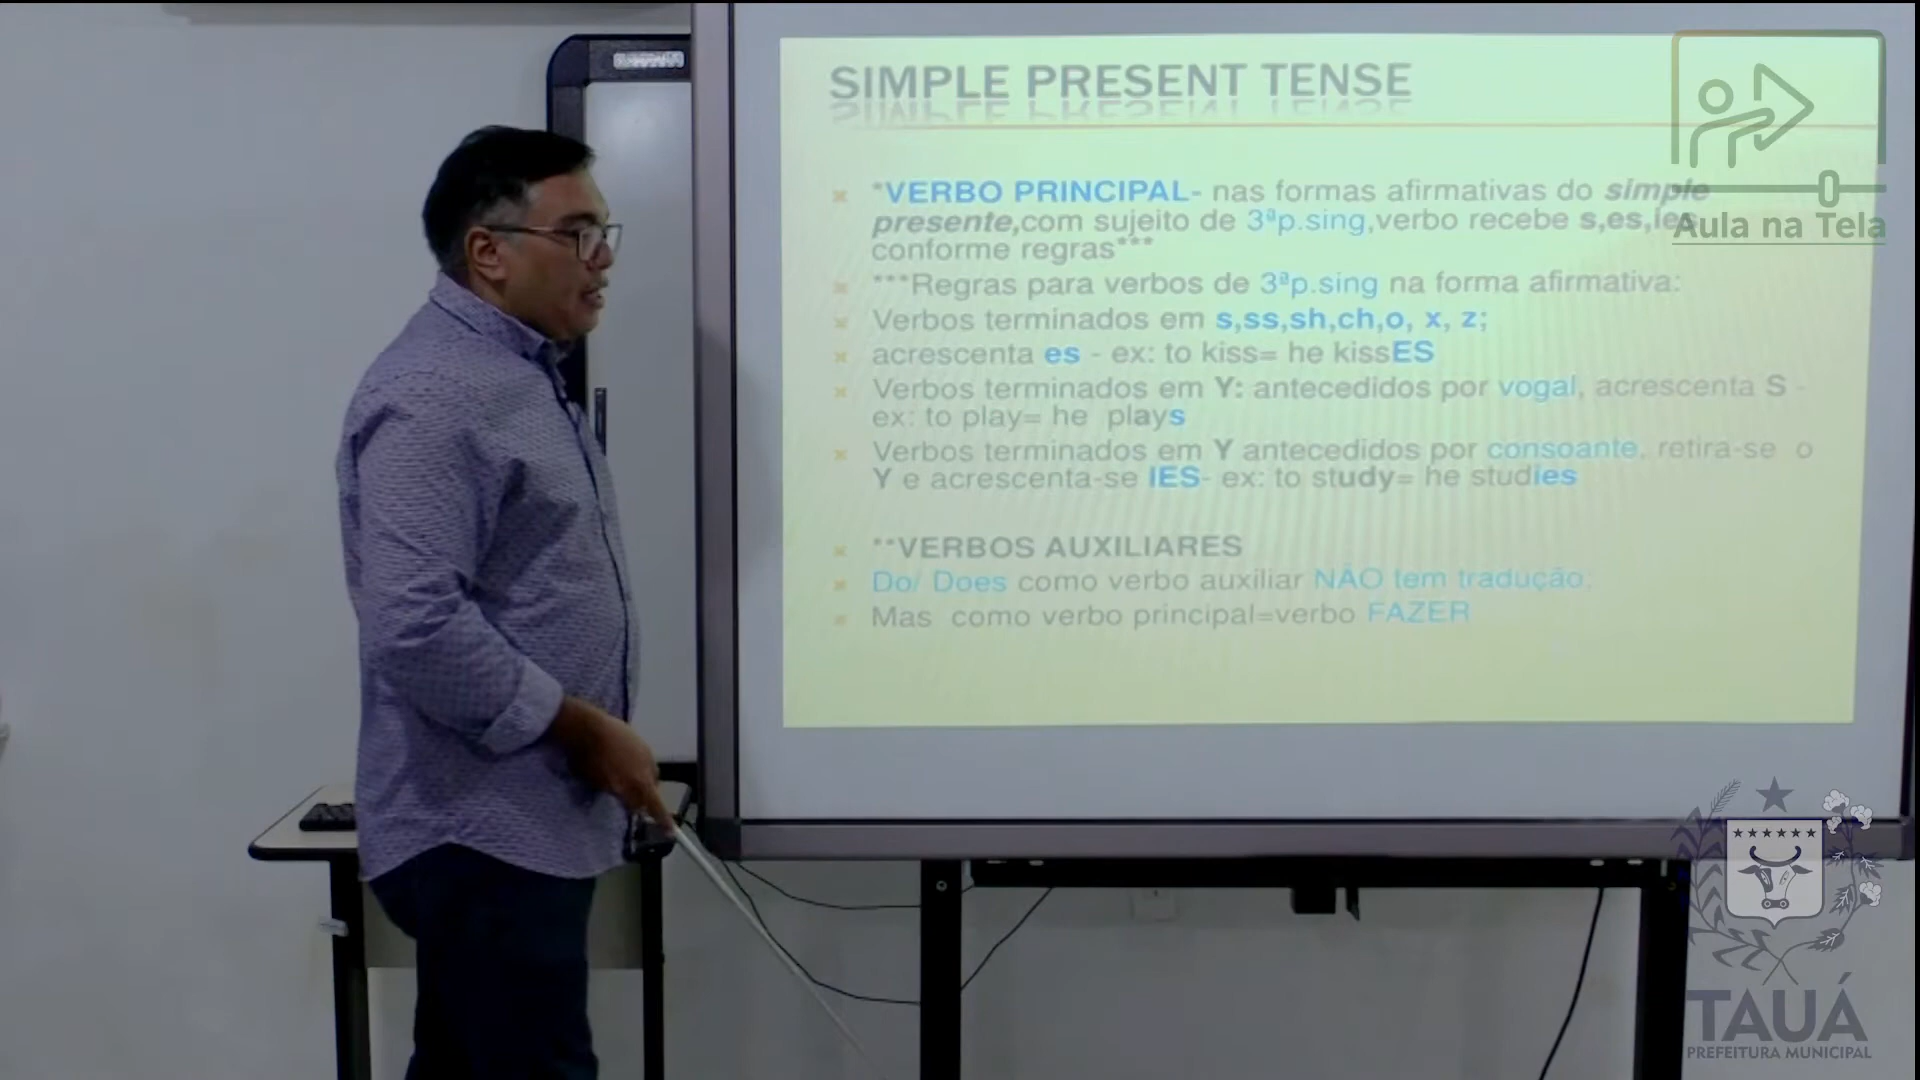 SIMPLE PRESENT TENSE
*VERBO PRINCIPAL- nas formas afirmativas do simple
presente,com sujeito de 3ªp.sing,verbo recebe s,es,ies
conforme regras***
***Regras para verbos de 3ªp.sing na forma afirmativa:
Verbos terminados em s,ss,sh,ch,o, x, z;
acrescenta es - ex: to kiss= he kissES
Verbos terminados em Y: antecedidos por vogal, acrescenta S -
ex: to play= he plays
Verbos terminados em Y antecedidos por consoante, retira-se o
Y e acrescenta-se IES- ex: to study= he studies
**VERBOS AUXILIARES
Do/ Does como verbo auxiliar NÃO tem tradução;
Mas como verbo principal=verbo FAZER
Aula na Tela
TAUÁ
PREFEITURA MUNICIPAL